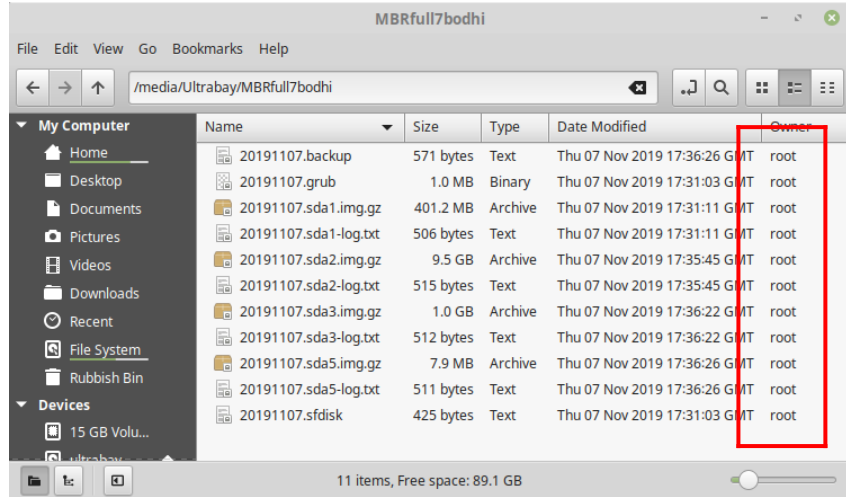 MBRfull7bodhi
File Edit View Go Bookmarks Help
/media/Ultrabay/MBRfull7bodhi
My Computer
Home
Desktop
Documents
Pictures
Videos
Downloads
Recent
File System
Rubbish Bin
Devices
15 GB Volu...
ultrabay
Name Size Type Date Modified Owner
20191107.backup 571 bytes Text Thu 07 Nov 2019 17:36:26 GMT root
20191107.grub 1.0 MB Binary Thu 07 Nov 2019 17:31:03 GMT root
20191107.sda1.img.gz 401.2 MB Archive Thu 07 Nov 2019 17:31:11 GMT root
20191107.sda1-log.txt 506 bytes Text Thu 07 Nov 2019 17:31:11 GMT root
20191107.sda2.img.gz 9.5 GB Archive Thu 07 Nov 2019 17:35:45 GMT root
20191107.sda2-log.txt 515 bytes Text Thu 07 Nov 2019 17:35:45 GMT root
20191107.sda3.img.gz 1.0 GB Archive Thu 07 Nov 2019 17:36:22 GMT root
20191107.sda3-log.txt 512 bytes Text Thu 07 Nov 2019 17:36:22 GMT root
20191107.sda5.img.gz 7.9 MB Archive Thu 07 Nov 2019 17:36:26 GMT root
20191107.sda5-log.txt 511 bytes Text Thu 07 Nov 2019 17:36:26 GMT root
20191107.sfdisk 425 bytes Text Thu 07 Nov 2019 17:31:03 GMT root
11 items, Free space: 89.1 GB